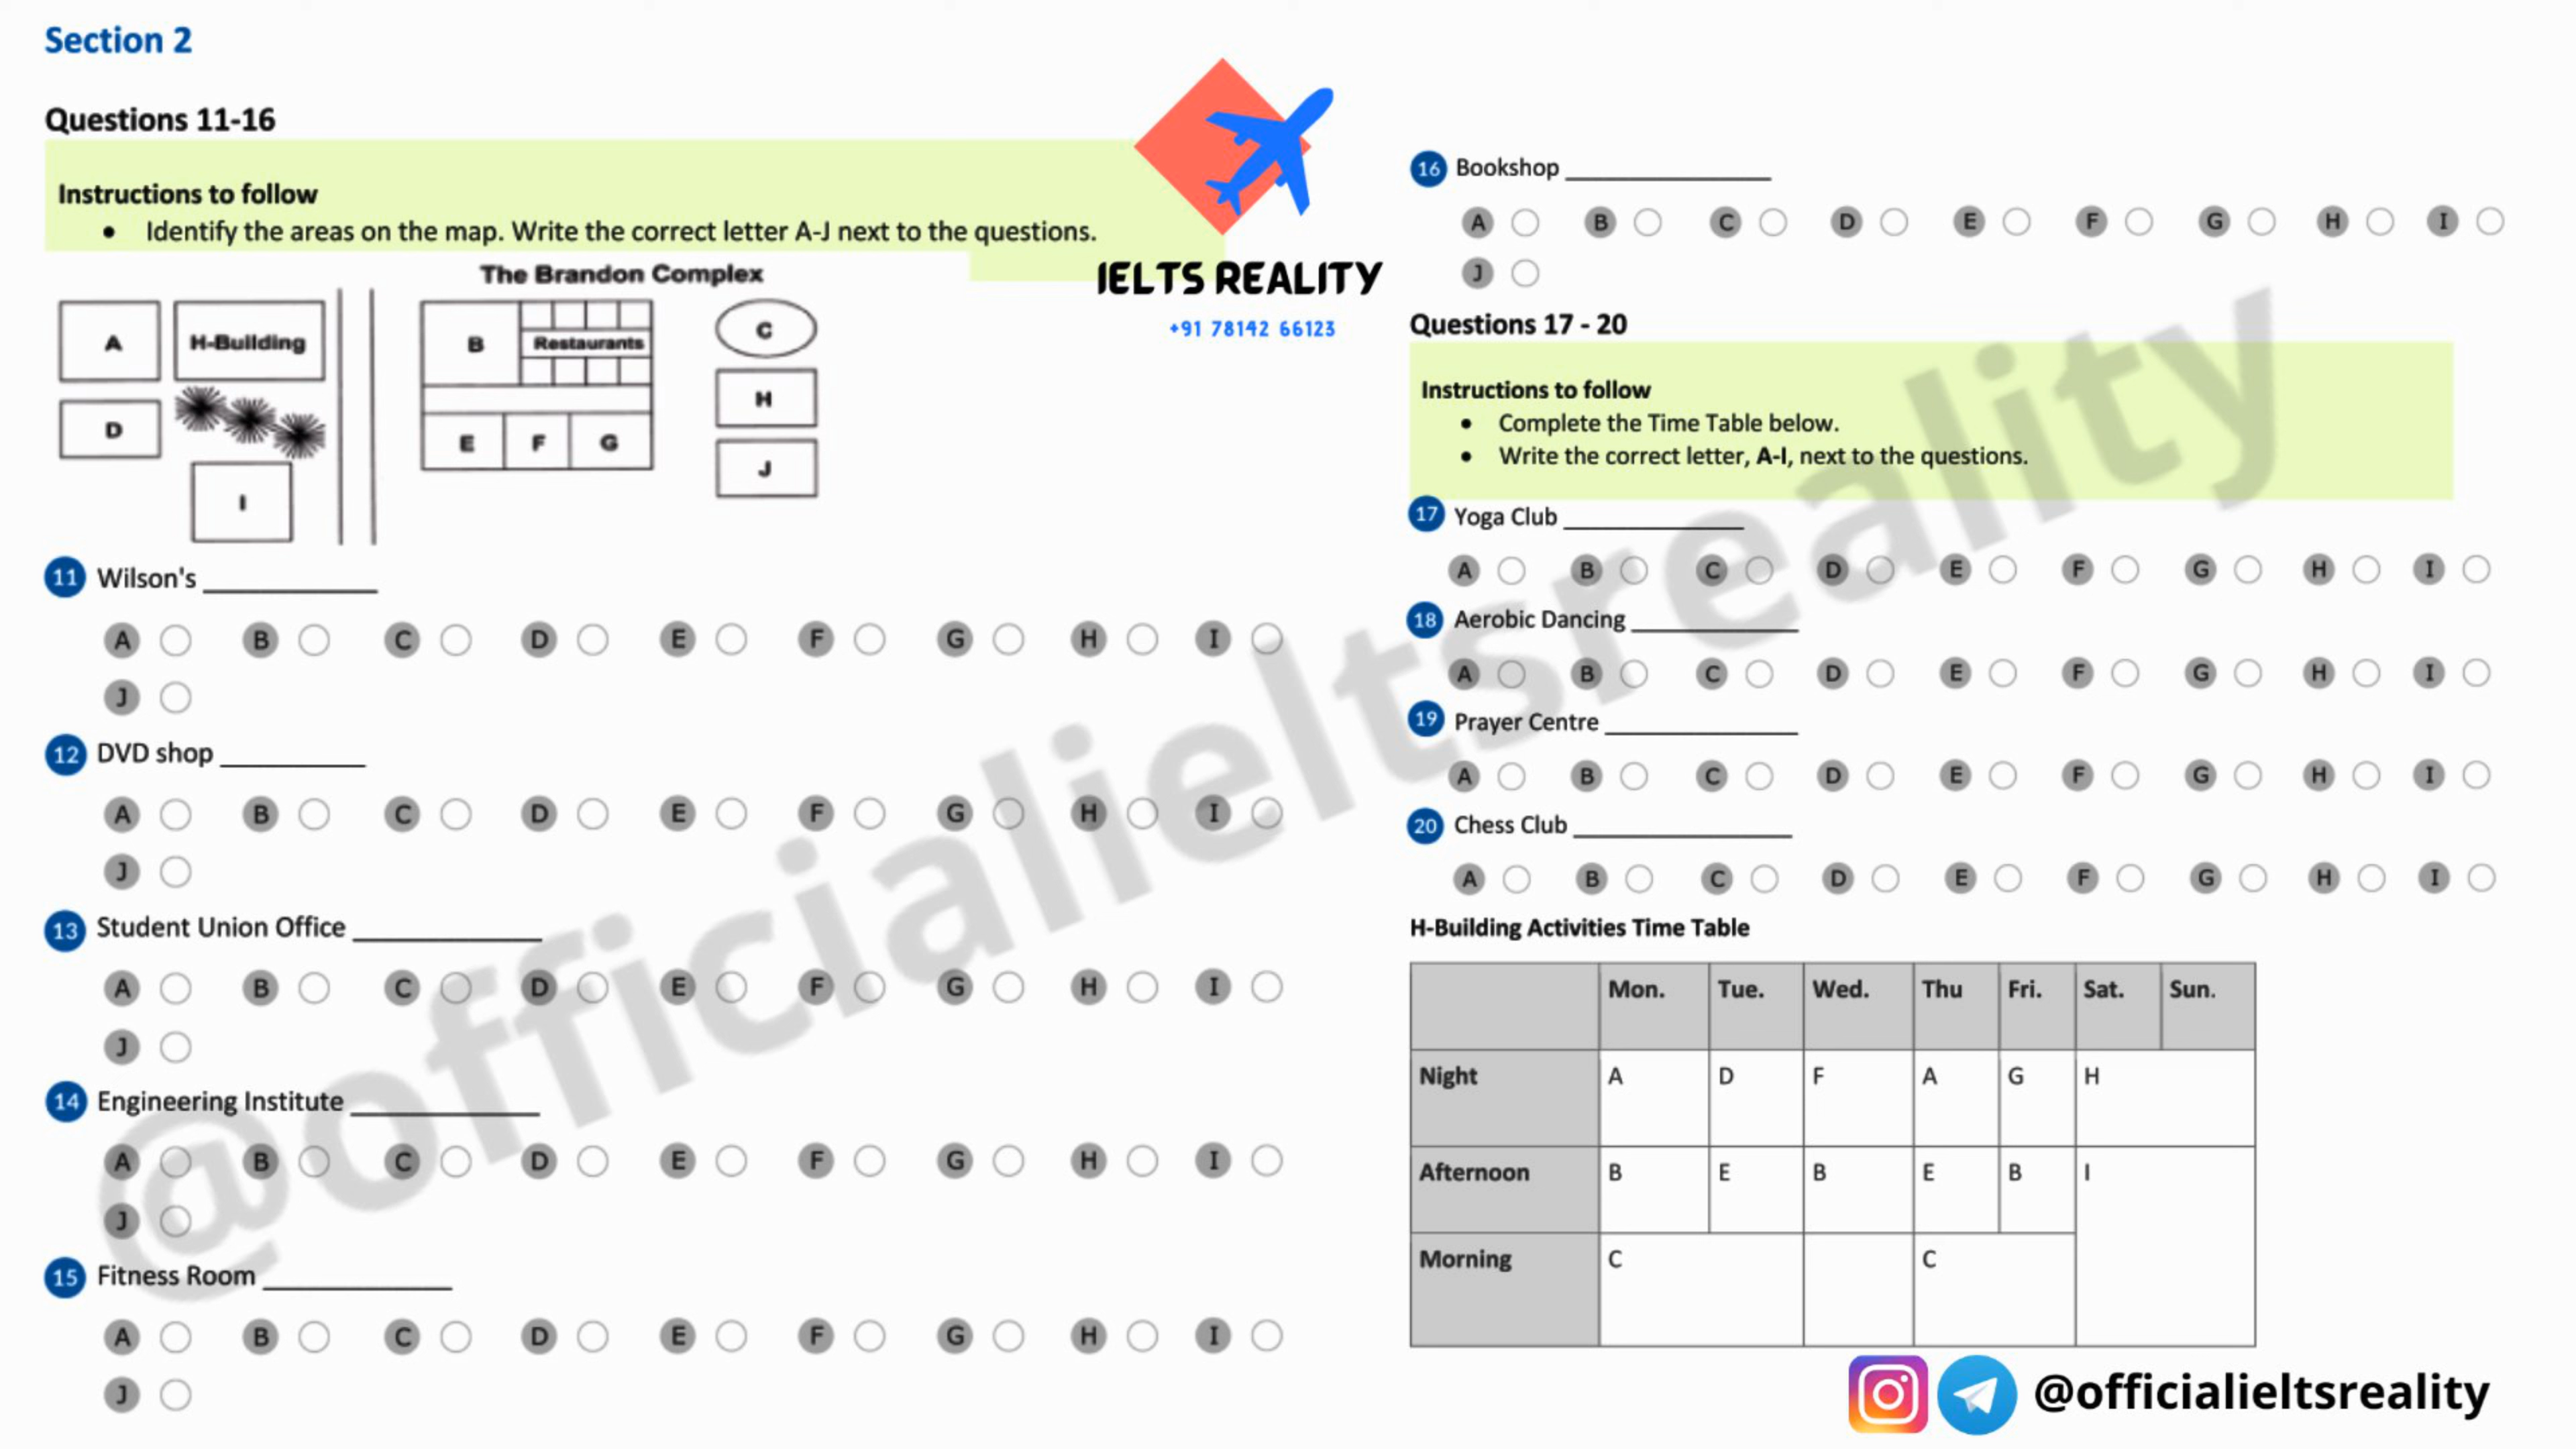 Section 2
Questions 11-16
Instructions to follow
• Identify the areas on the map. Write the correct letter A-J next to the questions.
The Brandon Complex
A H-Building B Restaurants C
D H
E F G J
I
11 Wilson's
A B C D E F G H I
J
12 DVD shop
A B C D E F G H I
J
13 Student Union Office
A B C D E F G H I
J
14 Engineering Institute
A B C D E F G H I
J
15 Fitness Room
A B C D E F G H I
J
IELTS REALITY
+91 78142 66123
16 Bookshop
A B C D E F G H I
J
Questions 17 - 20
Instructions to follow
• Complete the Time Table below.
• Write the correct letter, A-I, next to the questions.
17 Yoga Club
A B C D E F G H I
18 Aerobic Dancing
A B C D E F G H I
19 Prayer Centre
A B C D E F G H I
20 Chess Club
A B C D E F G H I
H-Building Activities Time Table
Mon. Tue. Wed. Thu Fri. Sat. Sun.
Night A D F A G H
Afternoon B E B E B I
Morning C C
@officialieltsreality
@officialieltsreality